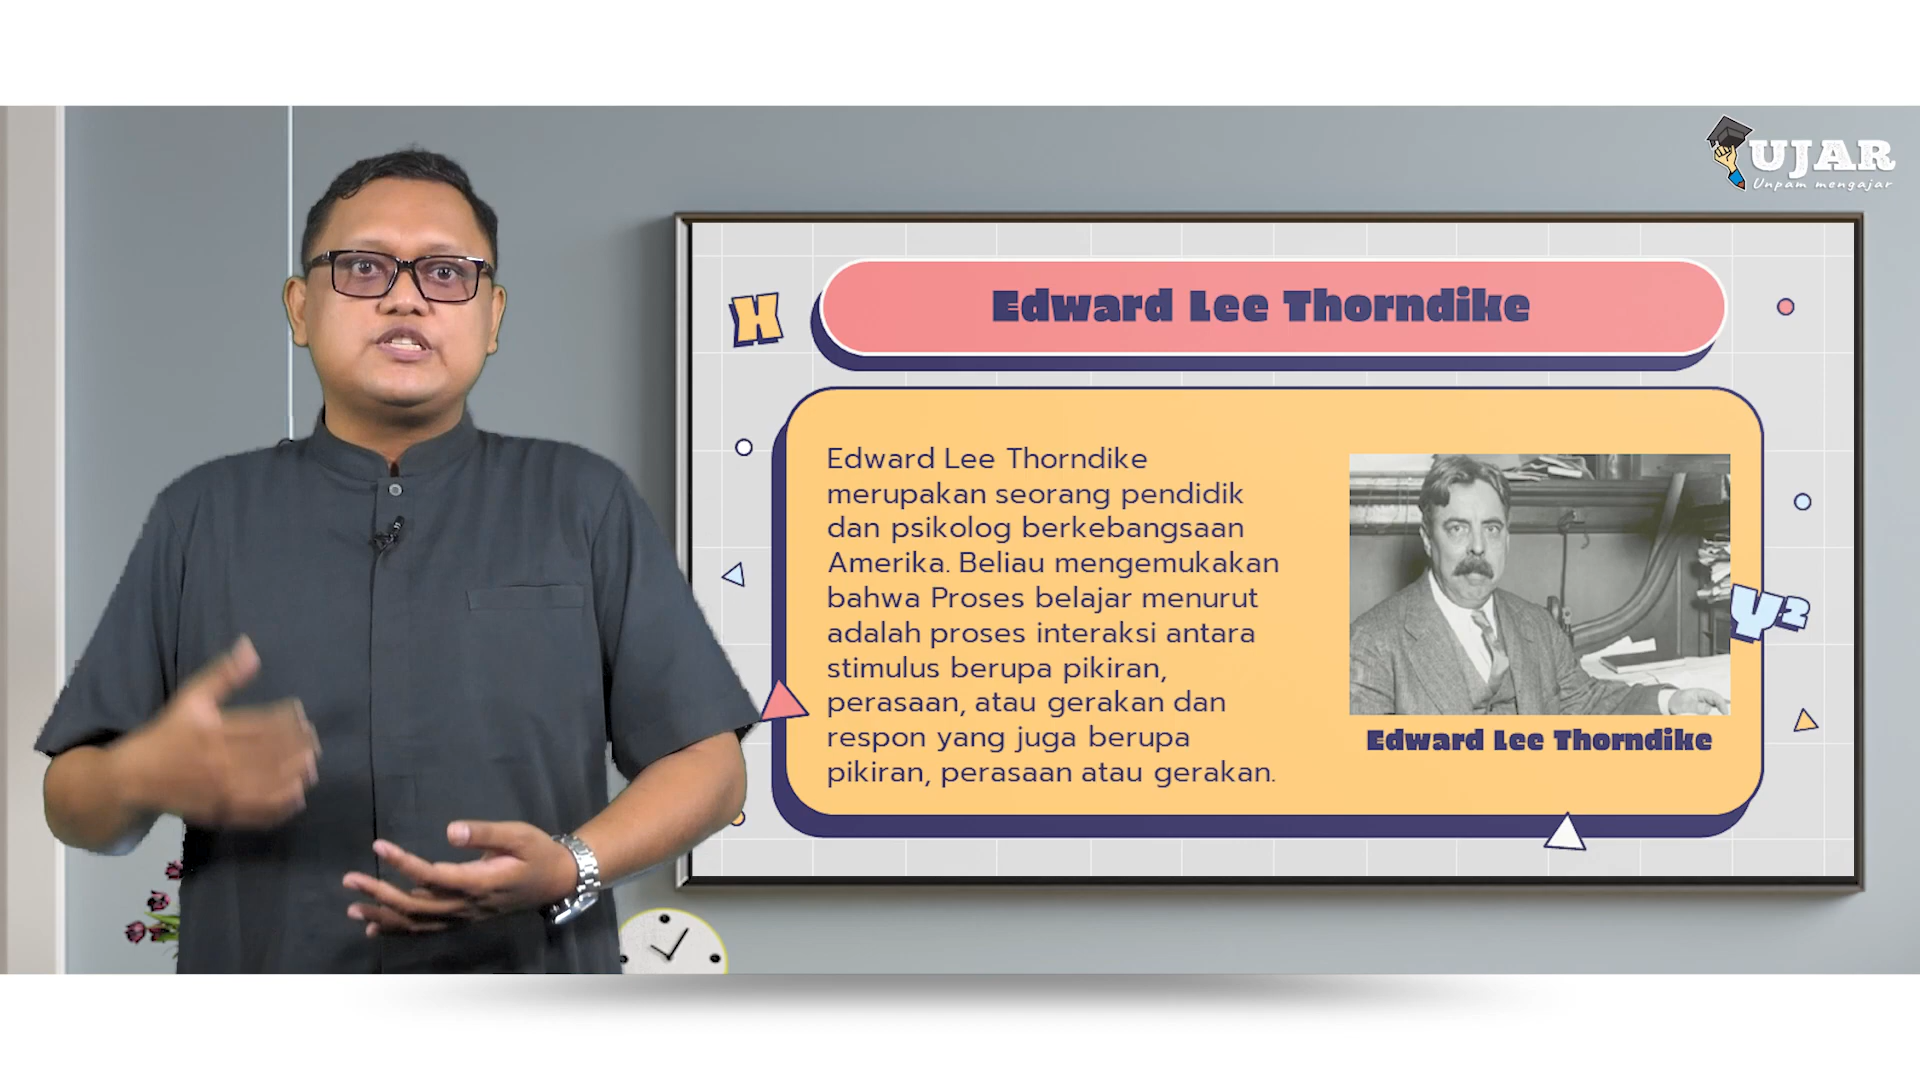 UJAR
Unpam mengajar
Edward Lee Thorndike
X
Edward Lee Thorndike
merupakan seorang pendidik
dan psikolog berkebangsaan
Amerika. Beliau mengemukakan
bahwa Proses belajar menurut
adalah proses interaksi antara
stimulus berupa pikiran,
perasaan, atau gerakan dan
respon yang juga berupa
pikiran, perasaan atau gerakan.
Y²
Edward Lee Thorndike